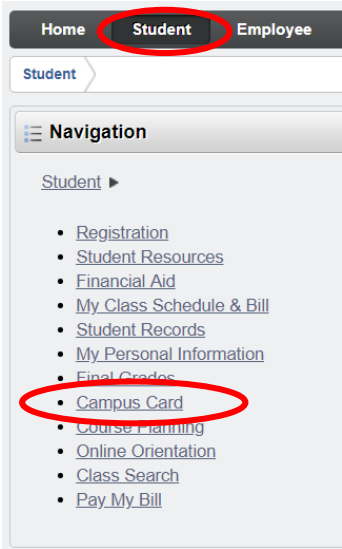 Home Student Employee
Student
Navigation
Student
Registration
Student Resources
Financial Aid
My Class Schedule & Bill
Student Records
My Personal Information
Final Grades
Campus Card
Course Planning
Online Orientation
Class Search
Pay My Bill